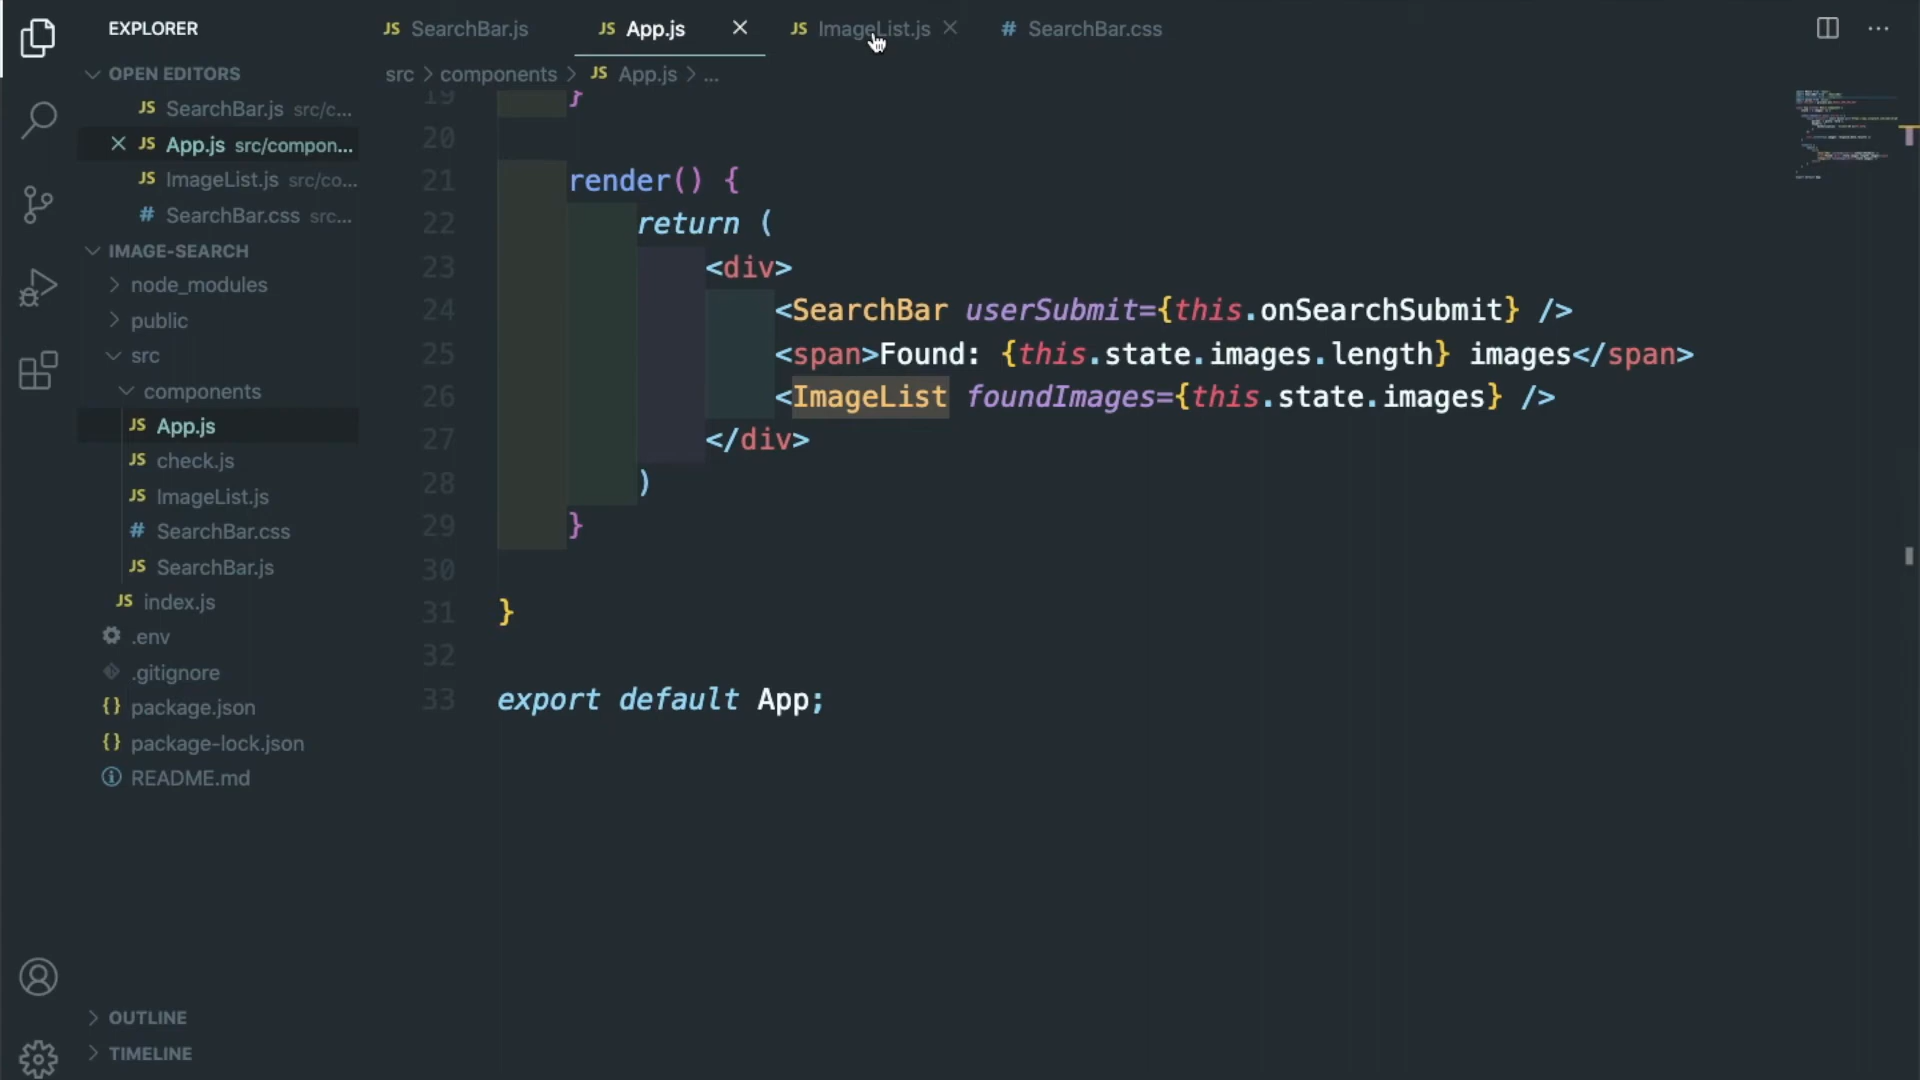 EXPLORER
OPEN EDITORS
JS SearchBar.js src/c...
JS App.js src/compon...
JS ImageList.js src/co...
# SearchBar.css src...
IMAGE-SEARCH
node_modules
public
src
components
JS App.js
JS check.js
JS ImageList.js
# SearchBar.css
JS SearchBar.js
JS index.js
.env
.gitignore
{} package.json
{} package-lock.json
README.md
OUTLINE
TIMELINE
JS SearchBar.js
JS App.js
JS ImageList.js
# SearchBar.css
src > components > JS App.js > ...
19 }
20
21 render() {
22 return (
23 <div>
24 <SearchBar userSubmit={this.onSearchSubmit} />
25 <span>Found: {this.state.images.length} images</span>
26 <ImageList foundImages={this.state.images} />
27 </div>
28 )
29 }
30
31 }
32
33 export default App;